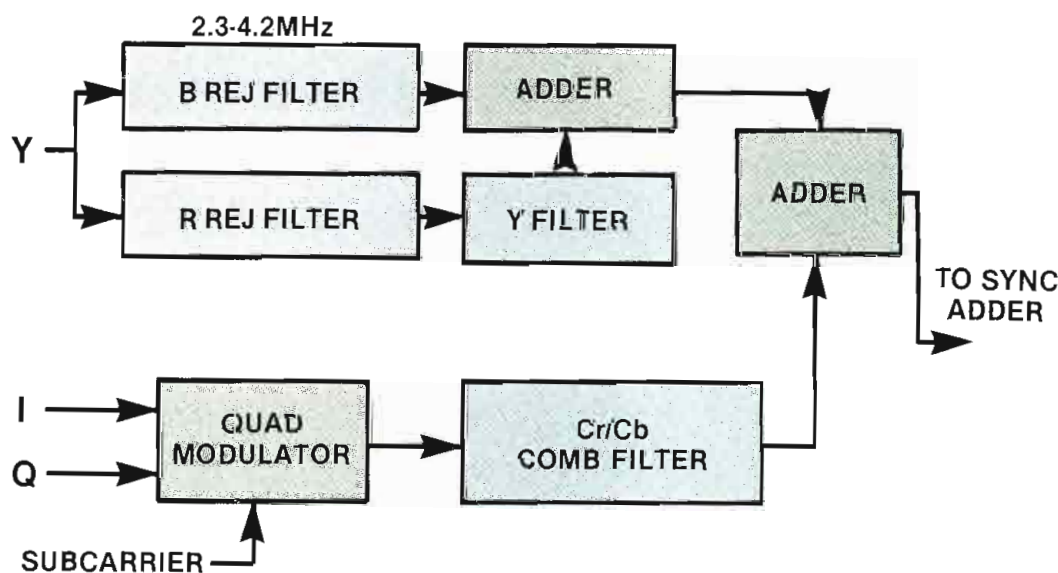 2.3-4.2MHz
B REJ FILTER
ADDER
Y
R REJ FILTER
Y FILTER
ADDER
TO SYNC
ADDER
I
Q
QUAD
MODULATOR
Cr/Cb
COMB FILTER
SUBCARRIER